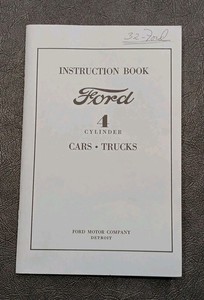 32-Ford
INSTRUCTION BOOK
Ford
4
CYLINDER
CARS • TRUCKS
FORD MOTOR COMPANY
DETROIT